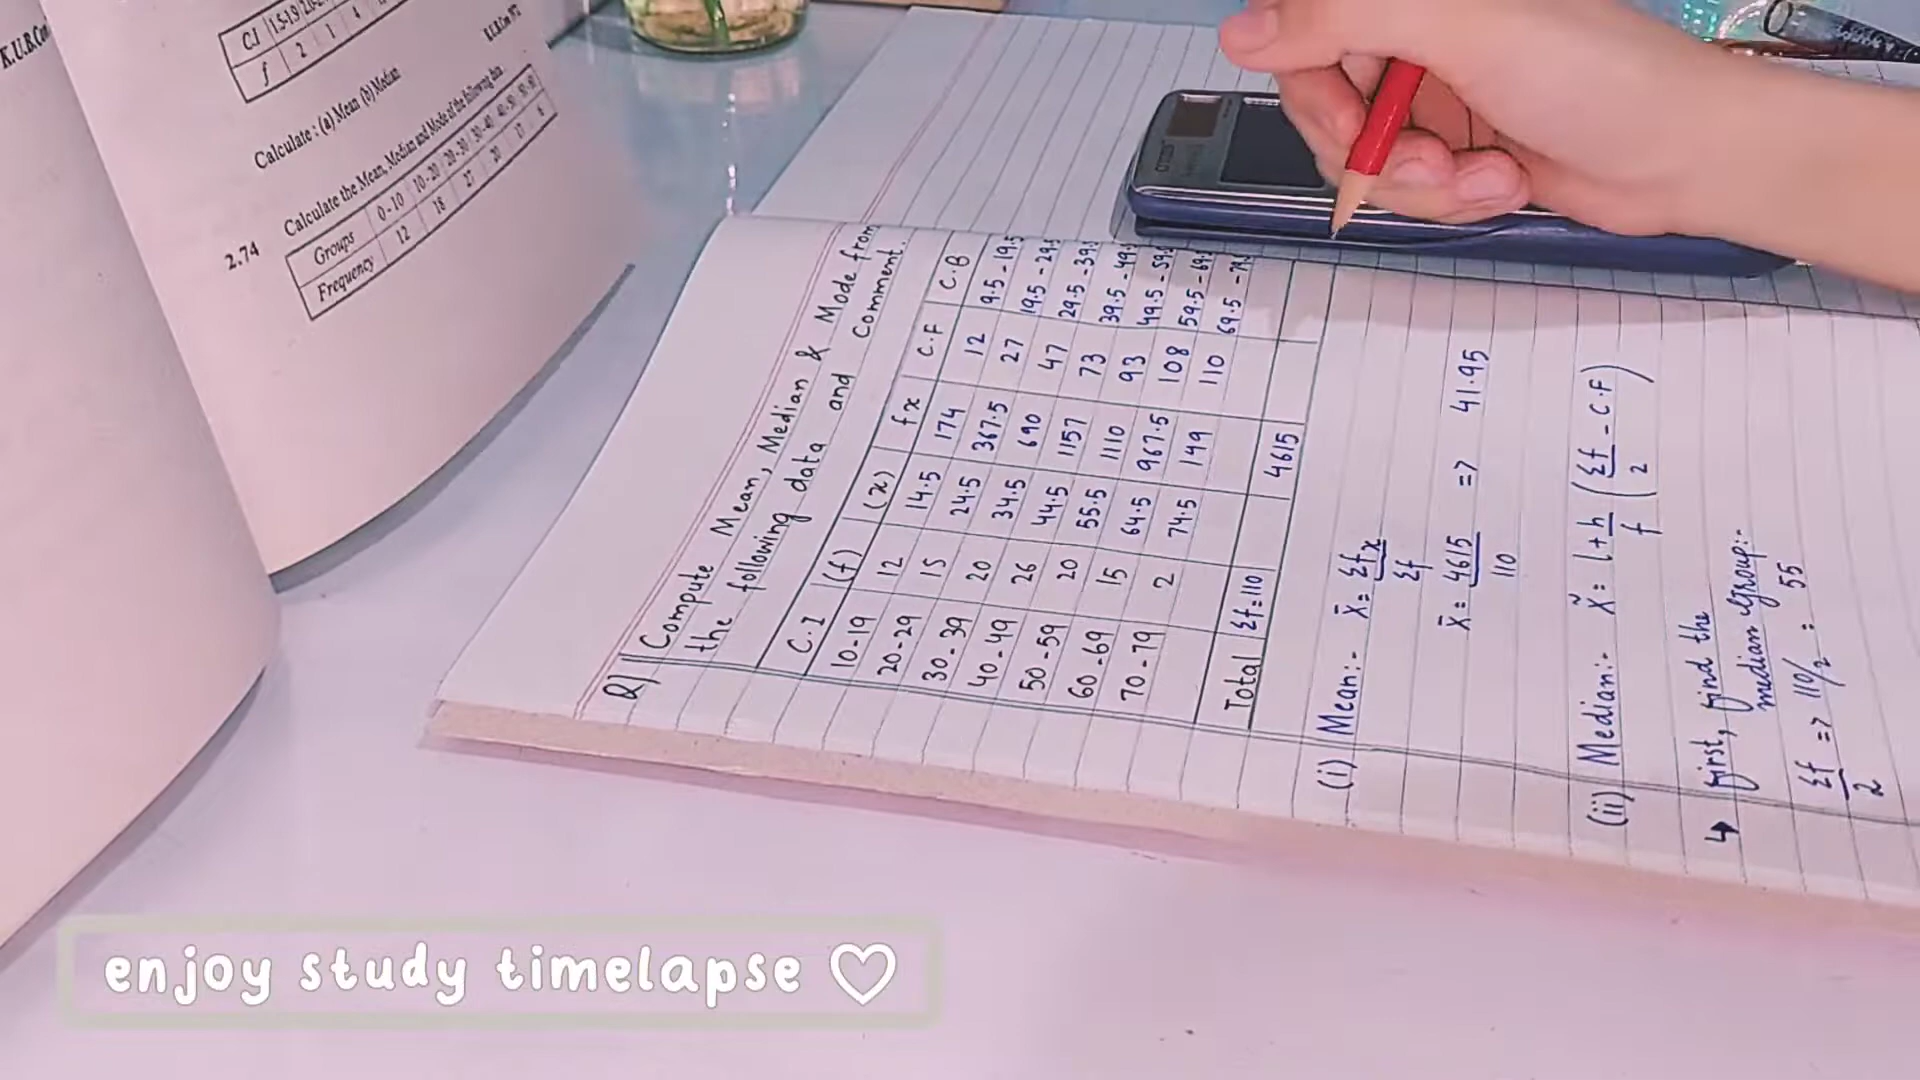 K.U.B.Com
C.I 15-19
f 2 1 4
Calculate : (a) Mean (b) Median
2.74 Calculate the Mean, Median and Mode of the following data.
Groups 0-10 10-20 20-30 30-40 40-50 50-60
Frequency 12 18 27 20 17 6
Q) Compute Mean, Median & Mode from
the following data and comment.
C.I (f) (x) fx C.F C.B
10-19 12 14.5 174 12 9.5-19.5
20-29 15 24.5 367.5 27 19.5-29.5
30-39 20 34.5 690 47 29.5-39.5
40-49 26 44.5 1157 73 39.5-49.5
50-59 20 55.5 1110 93 49.5-59.5
60-69 15 64.5 967.5 108 59.5-69.5
70-79 2 74.5 149 110 69.5-79.5
Total Σf=110 4615
(i) Mean:- X̄ = Σfx/Σf
X̄ = 4615/110 => 41.95
(ii) Median:- X̃ = l + h/f (Σf/2 - C.F)
↳ first, find the
median group:-
Σf/2 => 110/2 = 55
enjoy study timelapse ♡